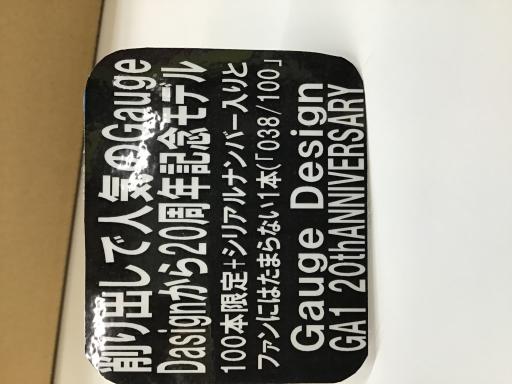 削り出しで人気のGauge
Dasignから20周年記念モデル
100本限定+シリアルナンバー入りと
ファンにはたまらない1本(「038/100」
Gauge Design
GA1 20thANNIVERSARY